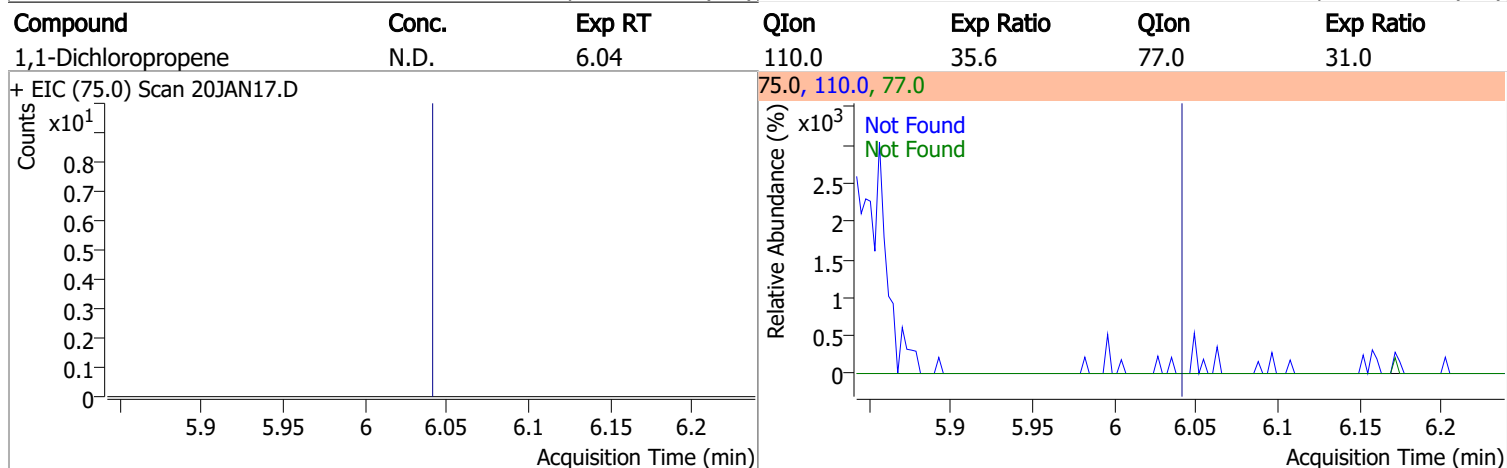 Compound Conc. Exp RT QIon Exp Ratio QIon Exp Ratio
1,1-Dichloropropene N.D. 6.04 110.0 35.6 77.0 31.0
+ EIC (75.0) Scan 20JAN17.D
Counts
x10¹
0.8
0.7
0.6
0.5
0.4
0.3
0.2
0.1
0
5.9 5.95 6 6.05 6.1 6.15 6.2
Acquisition Time (min)
75.0, 110.0, 77.0
Relative Abundance (%)
x10³
Not Found
Not Found
2.5
2
1.5
1
0.5
0
5.9 5.95 6 6.05 6.1 6.15 6.2
Acquisition Time (min)